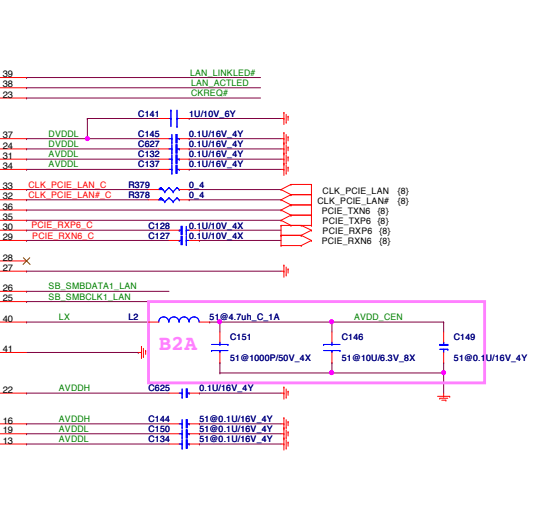 39 LAN_LINKLED#
38 LAN_ACTLED
23 CKREQ#
C141 1U/10V_6Y
37 DVDDL C145 0.1U/16V_4Y
24 DVDDL C627 0.1U/16V_4Y
31 AVDDL C132 0.1U/16V_4Y
34 AVDDL C137 0.1U/16V_4Y
33 CLK_PCIE_LAN_C R379 0_4 CLK_PCIE_LAN {8}
32 CLK_PCIE_LAN#_C R378 0_4 CLK_PCIE_LAN# {8}
36 PCIE_TXN6 {8}
35 PCIE_TXP6 {8}
30 PCIE_RXP6_C C128 0.1U/10V_4X PCIE_RXP6 {8}
29 PCIE_RXN6_C C127 0.1U/10V_4X PCIE_RXN6 {8}
28
27
26 SB_SMBDATA1_LAN
25 SB_SMBCLK1_LAN
40 LX L2 51@4.7uh_C_1A AVDD_CEN
B2A
C151 C146 C149
41 51@1000P/50V_4X 51@10U/6.3V_8X 51@0.1U/16V_4Y
22 AVDDH C625 0.1U/16V_4Y
16 AVDDH C144 51@0.1U/16V_4Y
19 AVDDL C150 51@0.1U/16V_4Y
13 AVDDL C134 51@0.1U/16V_4Y